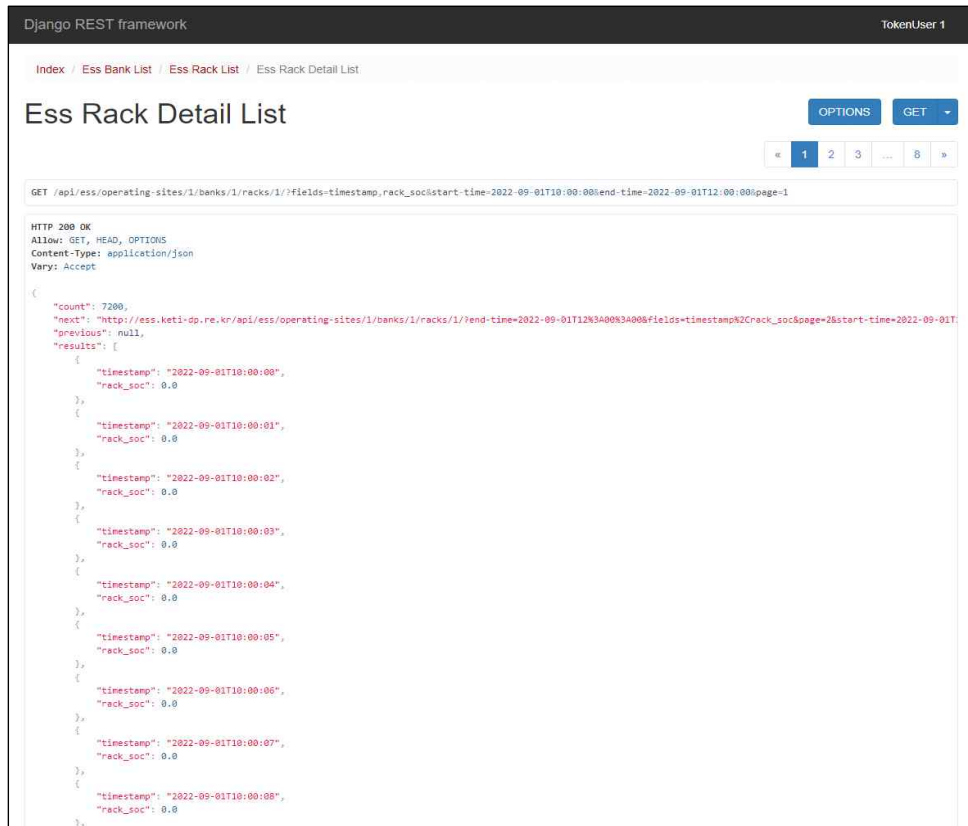 Django REST framework
TokenUser 1
Index / Ess Bank List / Ess Rack List / Ess Rack Detail List
Ess Rack Detail List
OPTIONS
GET
« 1 2 3 ... 8 »
GET /api/ess/operating-sites/1/banks/1/racks/1/?fields=timestamp,rack_soc&start-time=2022-09-01T10:00:00&end-time=2022-09-01T12:00:00&page=1
HTTP 200 OK
Allow: GET, HEAD, OPTIONS
Content-Type: application/json
Vary: Accept
{
"count": 7200,
"next": "http://ess.keti-dp.re.kr/api/ess/operating-sites/1/banks/1/racks/1/?end-time=2022-09-01T12%3A00%3A00&fields=timestamp%2Crack_soc&page=2&start-time=2022-09-01T
"previous": null,
"results": [
{
"timestamp": "2022-09-01T10:00:00",
"rack_soc": 0.0
},
{
"timestamp": "2022-09-01T10:00:01",
"rack_soc": 0.0
},
{
"timestamp": "2022-09-01T10:00:02",
"rack_soc": 0.0
},
{
"timestamp": "2022-09-01T10:00:03",
"rack_soc": 0.0
},
{
"timestamp": "2022-09-01T10:00:04",
"rack_soc": 0.0
},
{
"timestamp": "2022-09-01T10:00:05",
"rack_soc": 0.0
},
{
"timestamp": "2022-09-01T10:00:06",
"rack_soc": 0.0
},
{
"timestamp": "2022-09-01T10:00:07",
"rack_soc": 0.0
},
{
"timestamp": "2022-09-01T10:00:08",
"rack_soc": 0.0
},